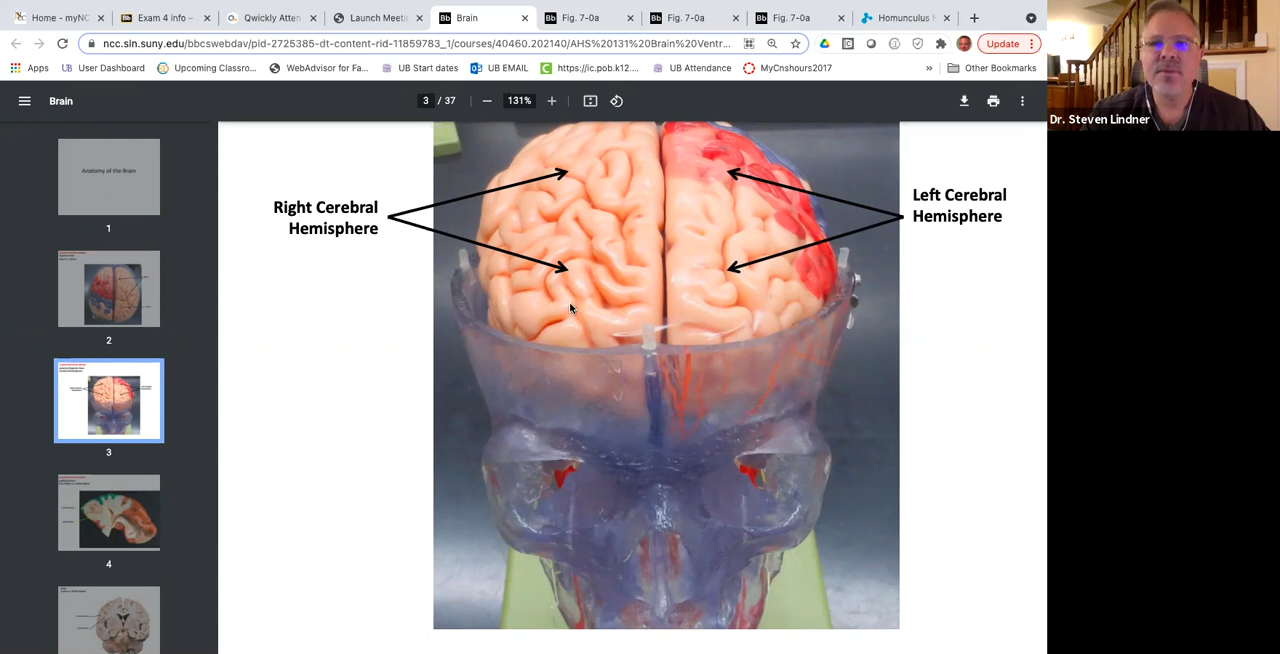 Home - myNC
Exam 4 info –
Qwickly Atten
Launch Meeti
Brain
Fig. 7-0a
Fig. 7-0a
Fig. 7-0a
Homunculus
ncc.sln.suny.edu/bbcswebdav/pid-2725385-dt-content-rid-11859783_1/courses/40460.202140/AHS%20131%20Brain%20Ventr...
Update
Apps
User Dashboard
Upcoming Classro...
WebAdvisor for Fa...
UB Start dates
UB EMAIL
https://ic.pob.k12....
UB Attendance
MyCnshours2017
»
Other Bookmarks
Brain
3 / 37
131%
Dr. Steven Lindner
Anatomy of the Brain
1
2
3
4
Right Cerebral
Hemisphere
Left Cerebral
Hemisphere